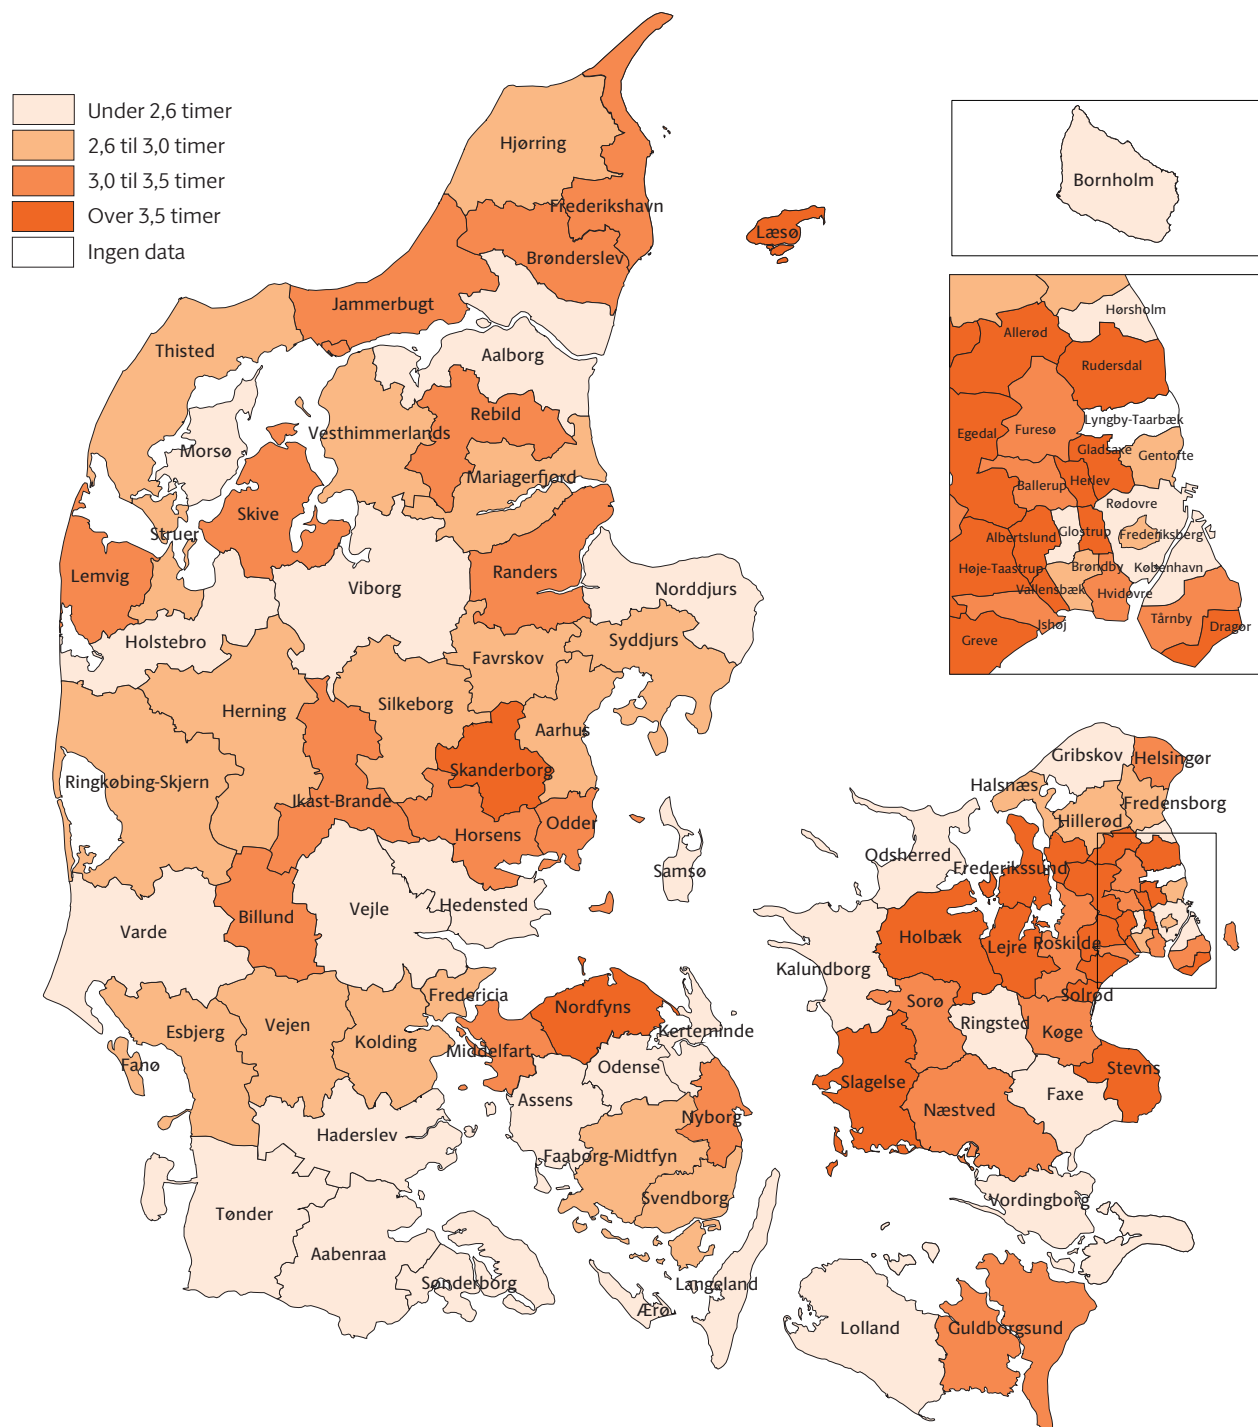 Under 2,6 timer
2,6 til 3,0 timer
3,0 til 3,5 timer
Over 3,5 timer
Ingen data
Hjørring
Frederikshavn
Læsø
Brønderslev
Jammerbugt
Thisted
Aalborg
Rebild
Vesthimmerlands
Morsø
Mariagerfjord
Skive
Struer
Lemvig
Viborg
Randers
Norddjurs
Holstebro
Syddjurs
Favrskov
Silkeborg
Herning
Aarhus
Skanderborg
Ringkøbing-Skjern
Ikast-Brande
Horsens
Odder
Samsø
Hedensted
Vejle
Billund
Varde
Fredericia
Vejen
Kolding
Esbjerg
Fanø
Nordfyns
Kerteminde
Middelfart
Odense
Assens
Nyborg
Haderslev
Faaborg-Midtfyn
Svendborg
Tønder
Aabenraa
Sønderborg
Langeland
Ærø
Bornholm
Hørsholm
Allerød
Rudersdal
Lyngby-Taarbæk
Furesø
Egedal
Gladsaxe
Gentofte
Ballerup
Herlev
Rødovre
Albertslund
Glostrup
Frederiksberg
Høje-Taastrup
Brøndby
København
Vallensbæk
Hvidovre
Tårnby
Ishøj
Dragør
Greve
Gribskov
Helsingør
Halsnæs
Fredensborg
Hillerød
Odsherred
Frederikssund
Holbæk
Lejre
Roskilde
Kalundborg
Solrød
Sorø
Ringsted
Køge
Stevns
Slagelse
Næstved
Faxe
Vordingborg
Lolland
Guldborgsund